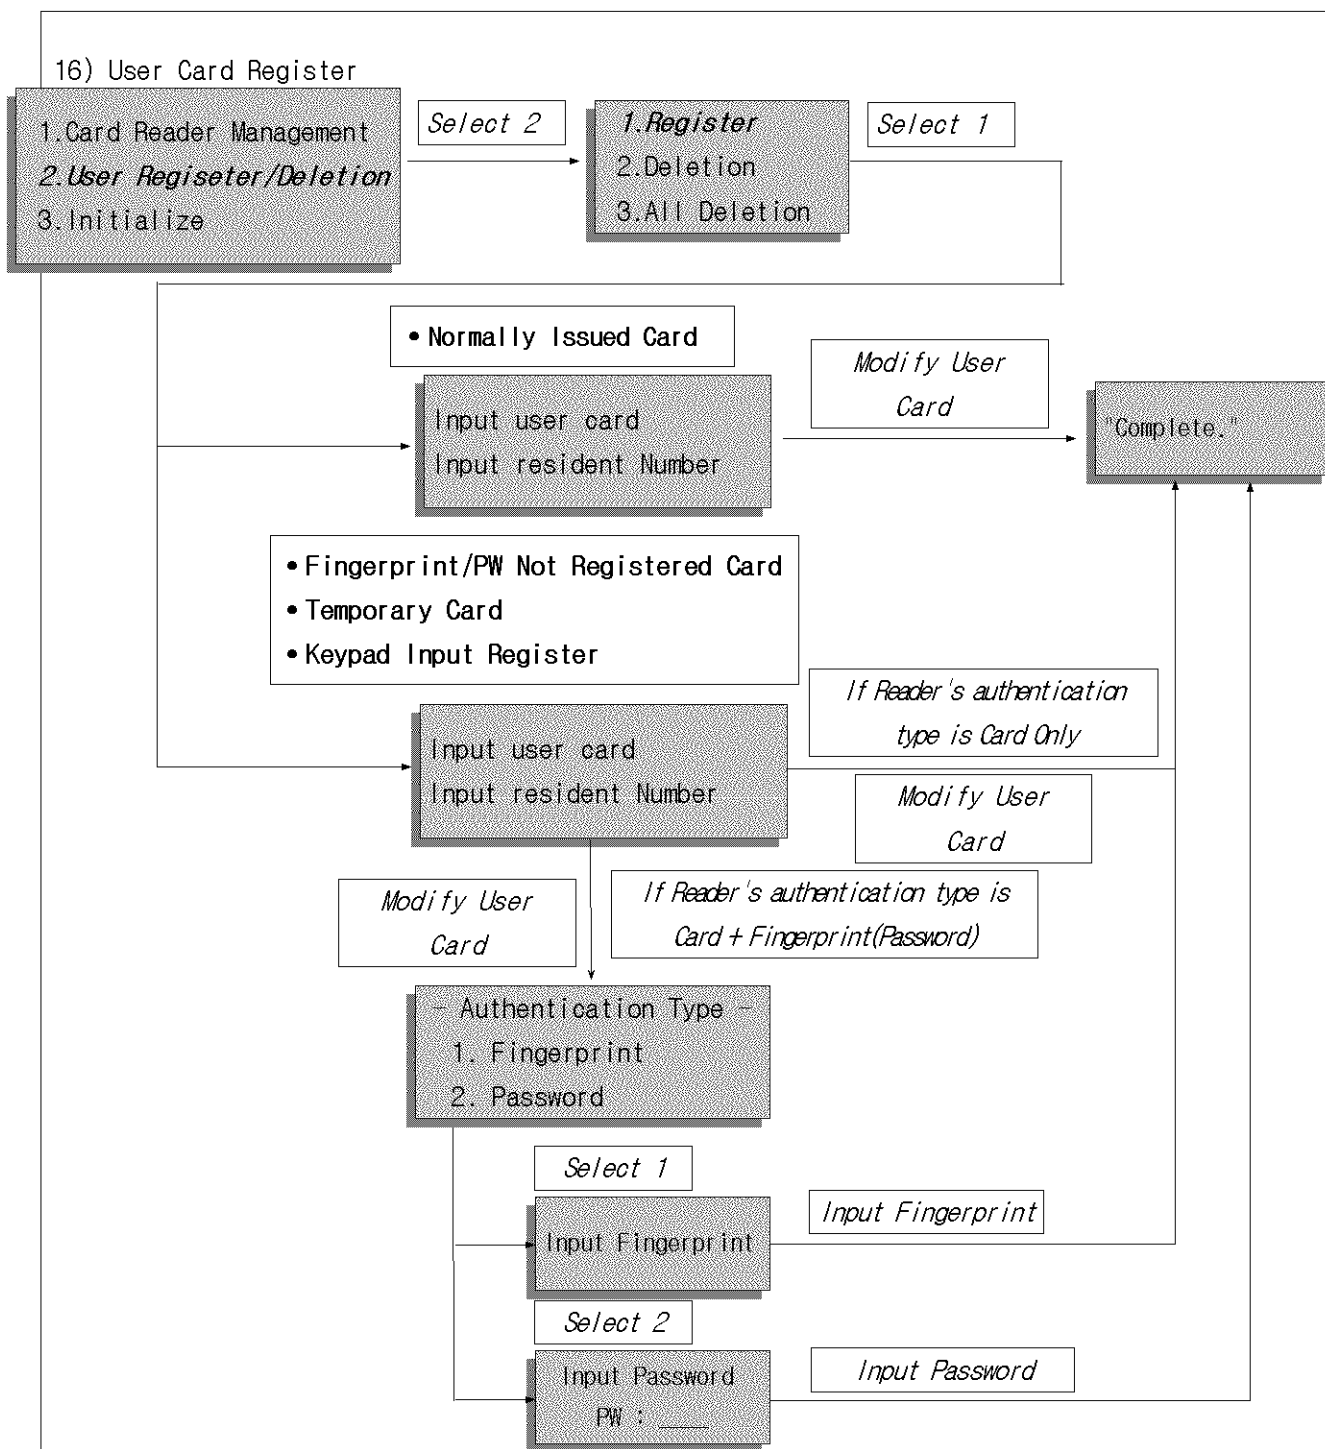 16) User Card Register
1.Card Reader Management
2.User Regiseter/Deletion
3.Initialize
Select 2
1.Register
2.Deletion
3.All Deletion
Select 1
• Normally Issued Card
Input user card
Input resident Number
Modify User
Card
"Complete."
• Fingerprint/PW Not Registered Card
• Temporary Card
• Keypad Input Register
Input user card
Input resident Number
If Reader's authentication
type is Card Only
Modify User
Card
Modify User
Card
If Reader's authentication type is
Card + Fingerprint(Password)
- Authentication Type -
1. Fingerprint
2. Password
Select 1
Input Fingerprint
Input Fingerprint
Select 2
Input Password
PW : ____
Input Password